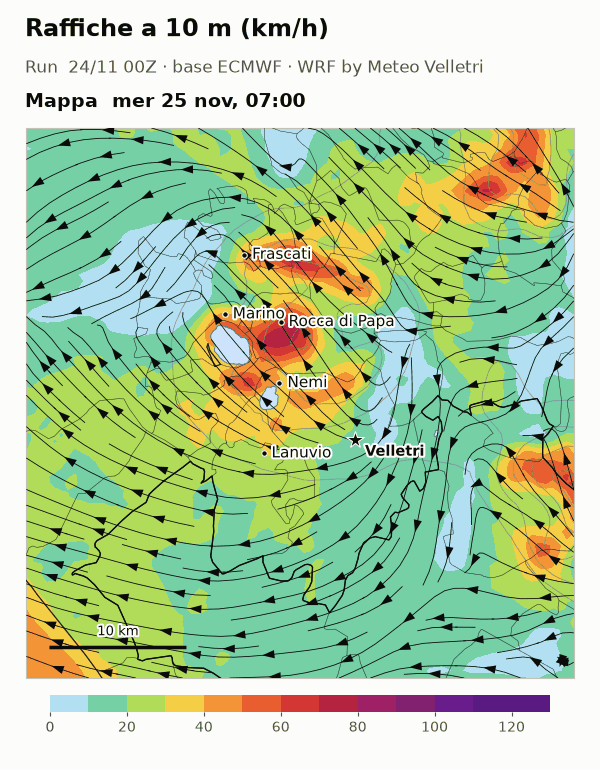 Raffiche a 10 m (km/h)
Run  24/11 00Z · base ECMWF · WRF by Meteo Velletri
Mappa  mer 25 nov, 07:00
Frascati
Marino
Rocca di Papa
Nemi
Velletri
Lanuvio
10 km
0 20 40 60 80 100 120